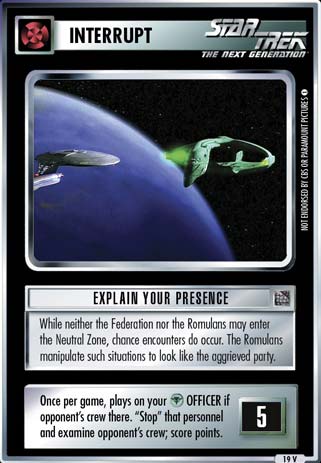 INTERRUPT
STAR TREK
THE NEXT GENERATION
NOT ENDORSED BY CBS OR PARAMOUNT PICTURES
EXPLAIN YOUR PRESENCE
While neither the Federation nor the Romulans may enter
the Neutral Zone, chance encounters do occur. The Romulans
manipulate such situations to look like the aggrieved party.
Once per game, plays on your OFFICER if
opponent's crew there. "Stop" that personnel
and examine opponent's crew; score points.
5
19 V